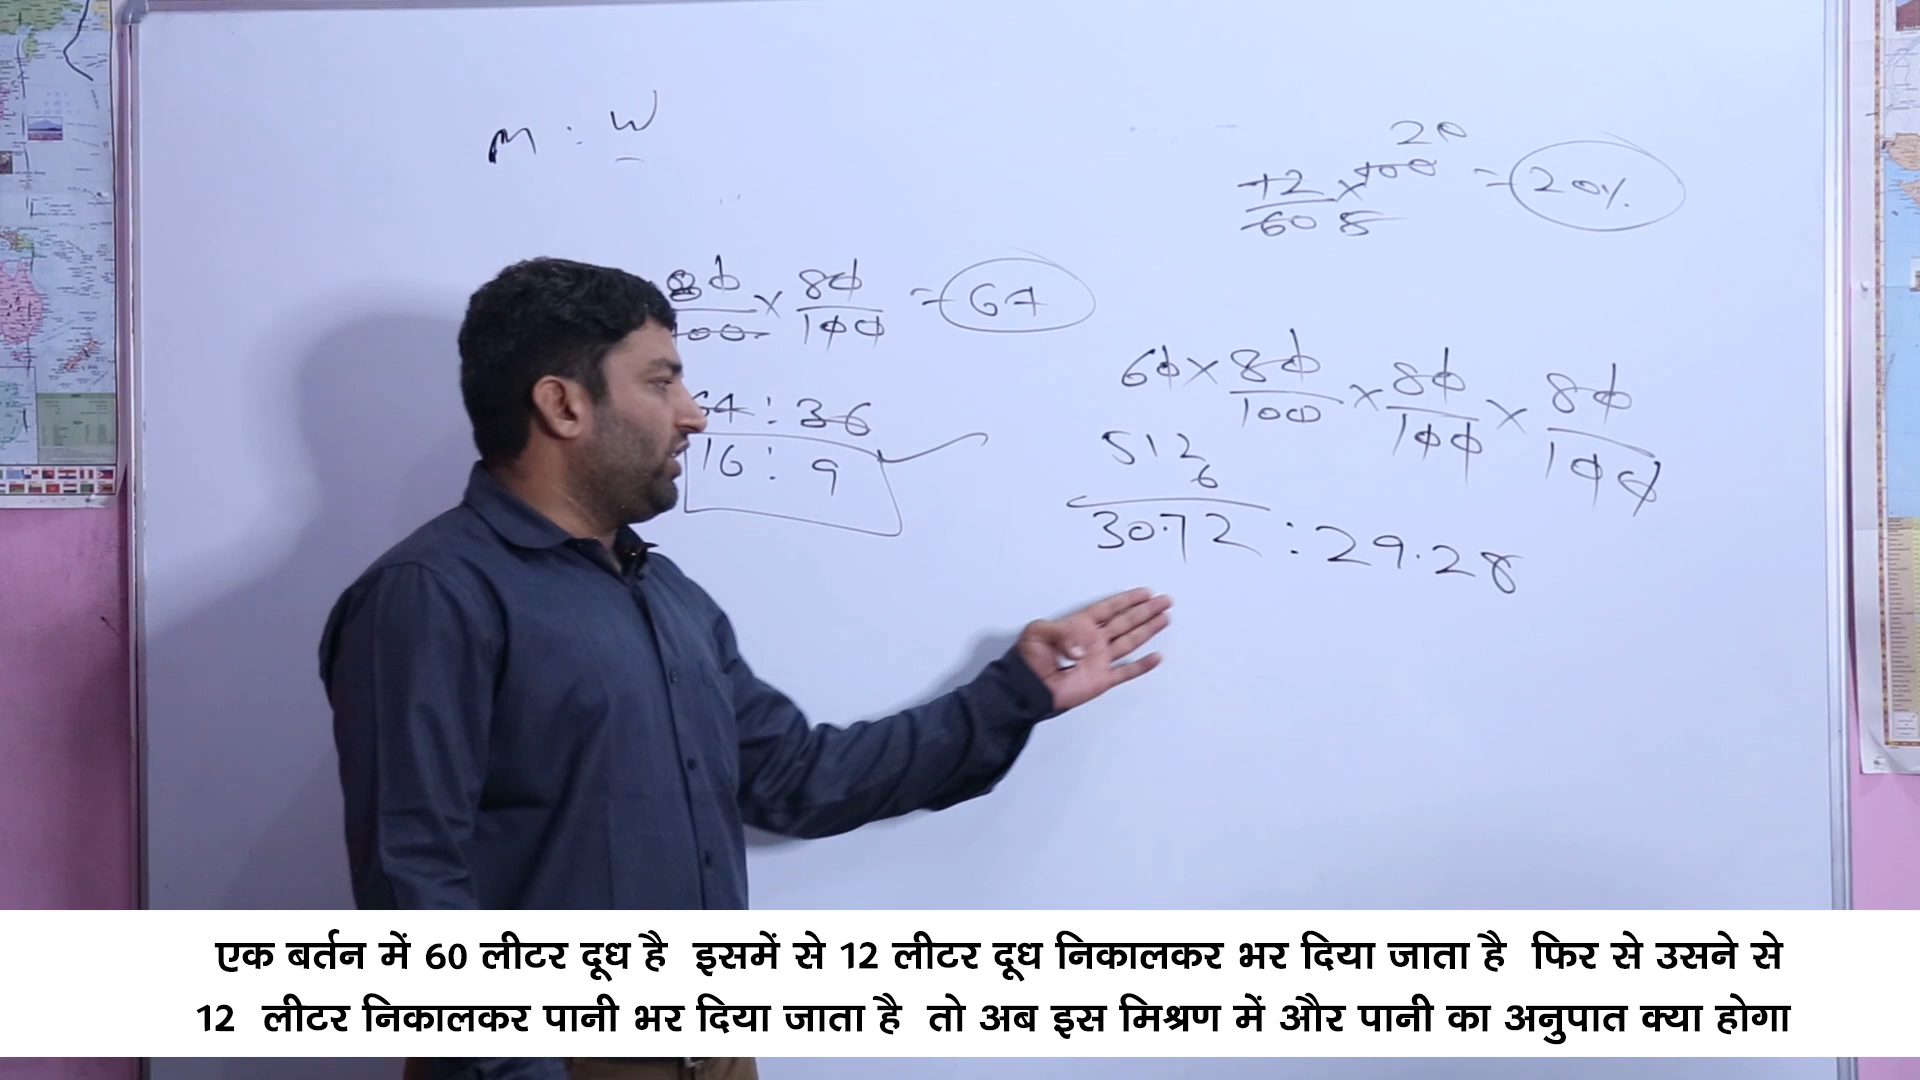 M : W
20
12/60 × 100 = 20%
5
80/100 × 80/100 = 64
64 : 36
16 : 9
60 × 80/100 × 80/100 × 80/100
512
6
30.72 : 29.28
एक बर्तन में 60 लीटर दूध है इसमें से 12 लीटर दूध निकालकर भर दिया जाता है फिर से उसने से
12 लीटर निकालकर पानी भर दिया जाता है तो अब इस मिश्रण में और पानी का अनुपात क्या होगा